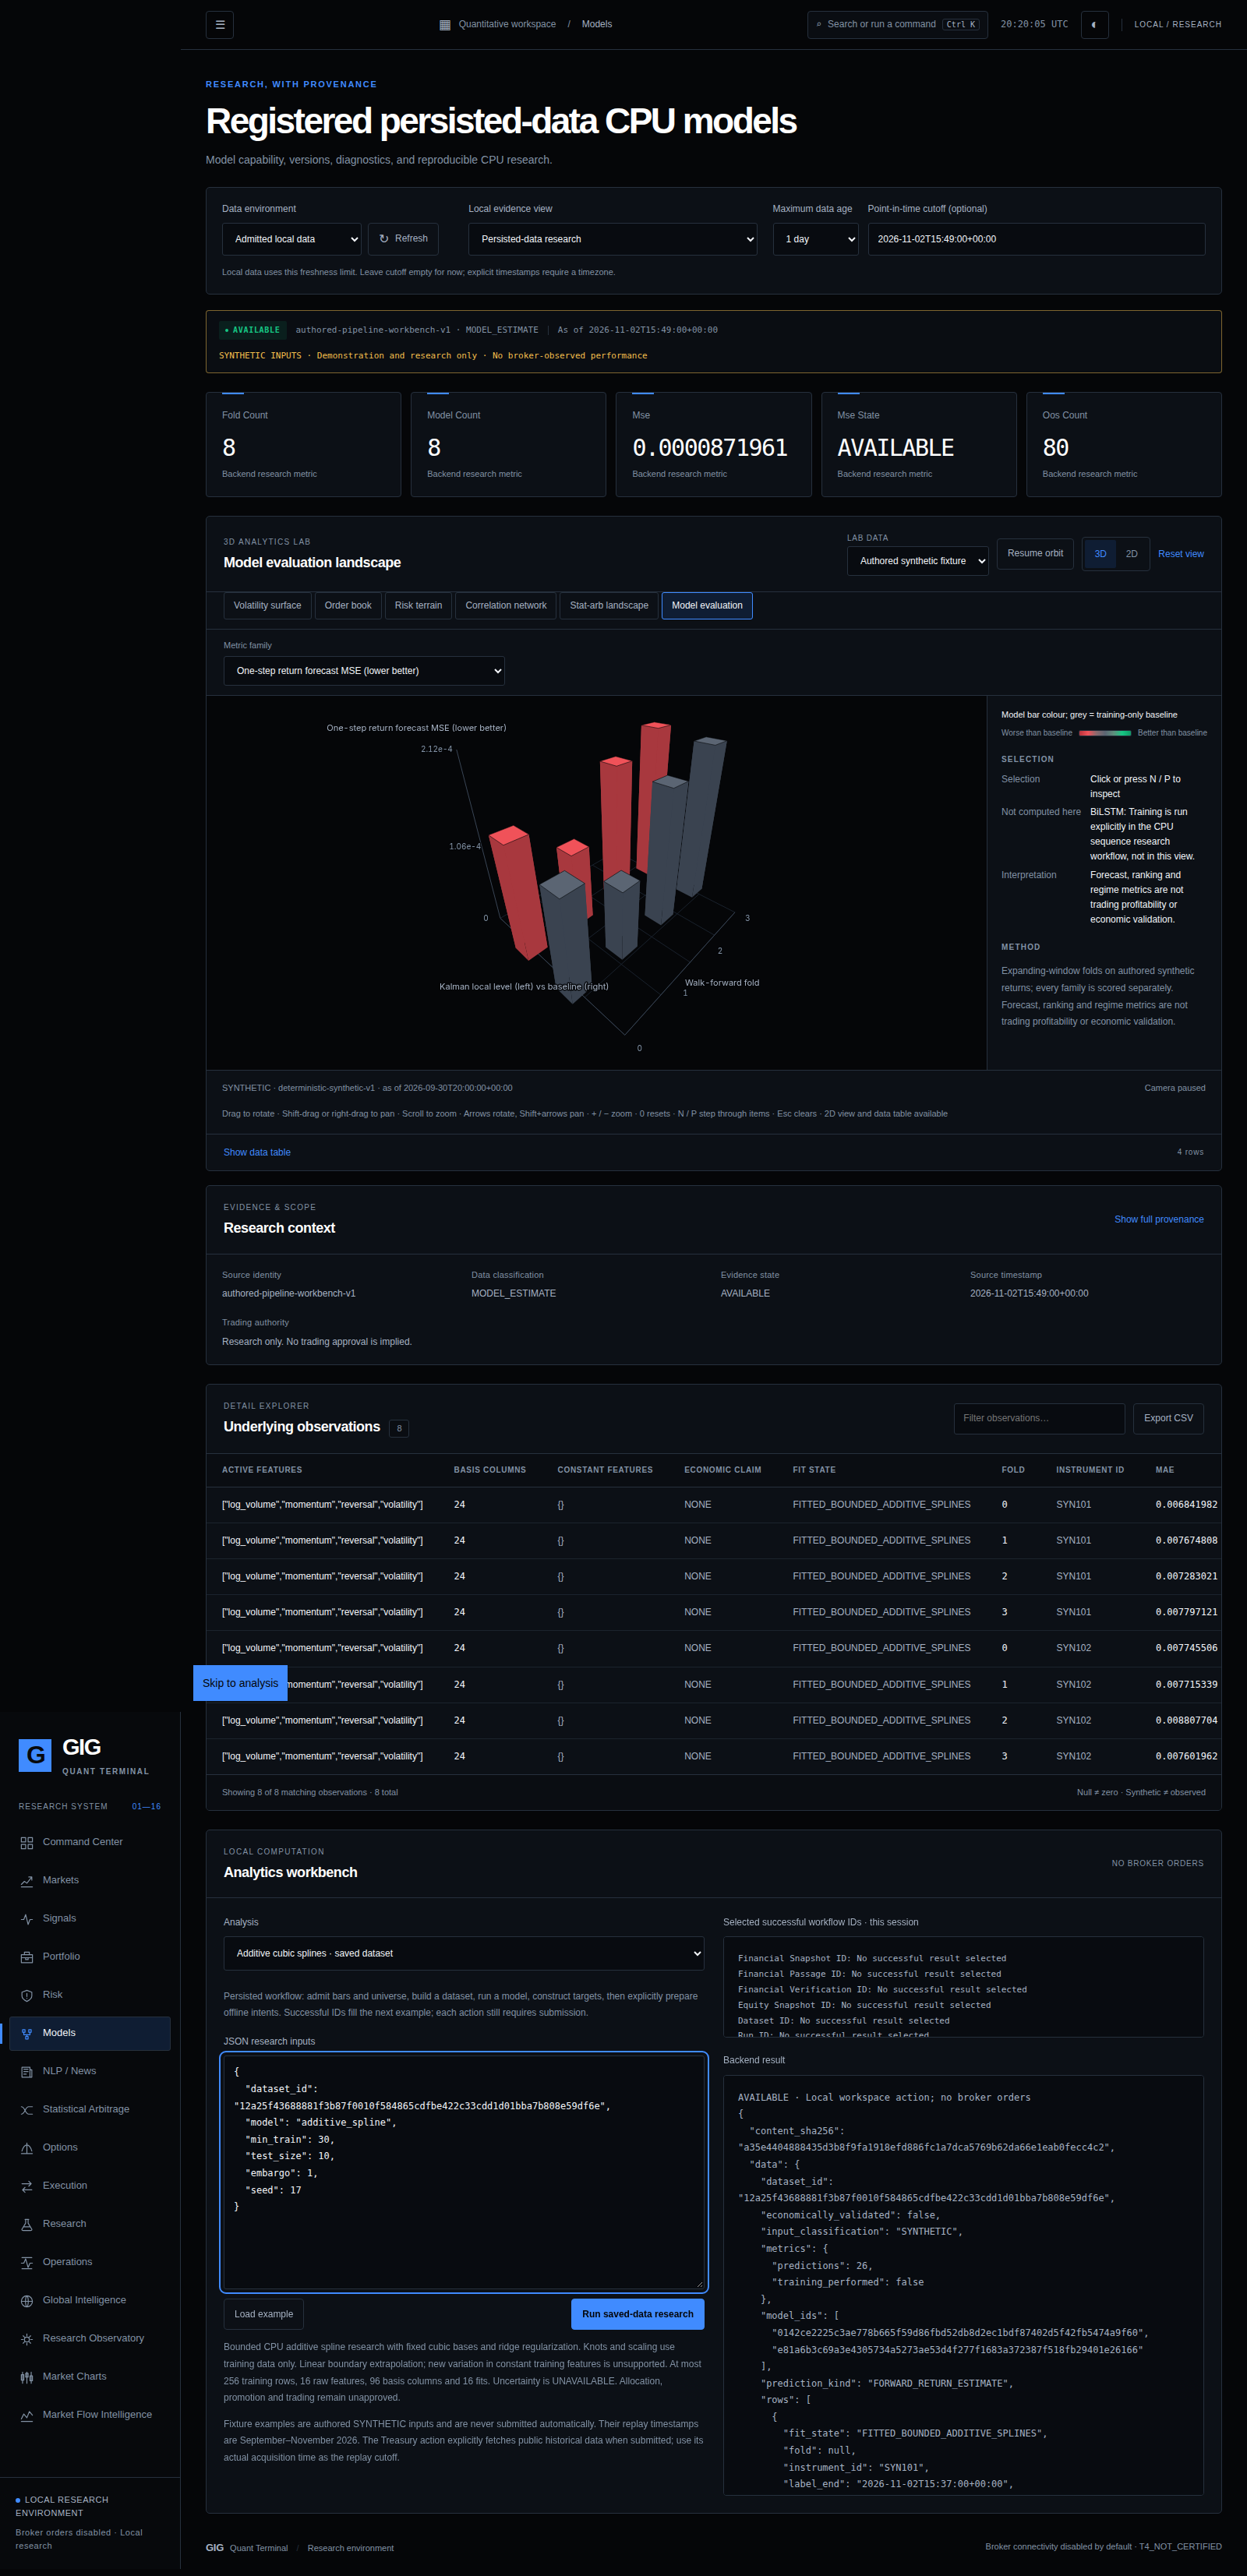 Quantitative workspace / Models
Search or run a command Ctrl K
20:20:05 UTC
LOCAL / RESEARCH
RESEARCH, WITH PROVENANCE
Registered persisted-data CPU models
Model capability, versions, diagnostics, and reproducible CPU research.
Data environment
Admitted local data
Refresh
Local evidence view
Persisted-data research
Maximum data age
1 day
Point-in-time cutoff (optional)
2026-11-02T15:49:00+00:00
Local data uses this freshness limit. Leave cutoff empty for now; explicit timestamps require a timezone.
AVAILABLE authored-pipeline-workbench-v1 · MODEL_ESTIMATE As of 2026-11-02T15:49:00+00:00
SYNTHETIC INPUTS · Demonstration and research only · No broker-observed performance
Fold Count
8
Backend research metric
Model Count
8
Backend research metric
Mse
0.0000871961
Backend research metric
Mse State
AVAILABLE
Backend research metric
Oos Count
80
Backend research metric
3D ANALYTICS LAB
Model evaluation landscape
LAB DATA
Authored synthetic fixture
Resume orbit
3D 2D
Reset view
Volatility surface
Order book
Risk terrain
Correlation network
Stat-arb landscape
Model evaluation
Metric family
One-step return forecast MSE (lower better)
One-step return forecast MSE (lower better)
2.12e-4
1.06e-4
0
3
2
1
0
Kalman local level (left) vs baseline (right)
Walk-forward fold
Model bar colour; grey = training-only baseline
Worse than baseline
Better than baseline
SELECTION
Selection
Click or press N / P to
inspect
Not computed here
BiLSTM: Training is run
explicitly in the CPU
sequence research
workflow, not in this view.
Interpretation
Forecast, ranking and
regime metrics are not
trading profitability or
economic validation.
METHOD
Expanding-window folds on authored synthetic
returns; every family is scored separately.
Forecast, ranking and regime metrics are not
trading profitability or economic validation.
SYNTHETIC · deterministic-synthetic-v1 · as of 2026-09-30T20:00:00+00:00
Camera paused
Drag to rotate · Shift-drag or right-drag to pan · Scroll to zoom · Arrows rotate, Shift+arrows pan · + / − zoom · 0 resets · N / P step through items · Esc clears · 2D view and data table available
Show data table
4 rows
EVIDENCE & SCOPE
Research context
Show full provenance
Source identity
authored-pipeline-workbench-v1
Data classification
MODEL_ESTIMATE
Evidence state
AVAILABLE
Source timestamp
2026-11-02T15:49:00+00:00
Trading authority
Research only. No trading approval is implied.
DETAIL EXPLORER
Underlying observations 8
Filter observations…
Export CSV
ACTIVE FEATURES BASIS COLUMNS CONSTANT FEATURES ECONOMIC CLAIM FIT STATE FOLD INSTRUMENT ID MAE
["log_volume","momentum","reversal","volatility"] 24 {} NONE FITTED_BOUNDED_ADDITIVE_SPLINES 0 SYN101 0.006841982
["log_volume","momentum","reversal","volatility"] 24 {} NONE FITTED_BOUNDED_ADDITIVE_SPLINES 1 SYN101 0.007674808
["log_volume","momentum","reversal","volatility"] 24 {} NONE FITTED_BOUNDED_ADDITIVE_SPLINES 2 SYN101 0.007283021
["log_volume","momentum","reversal","volatility"] 24 {} NONE FITTED_BOUNDED_ADDITIVE_SPLINES 3 SYN101 0.007797121
["log_volume","momentum","reversal","volatility"] 24 {} NONE FITTED_BOUNDED_ADDITIVE_SPLINES 0 SYN102 0.007745506
Skip to analysis
momentum","reversal","volatility"] 24 {} NONE FITTED_BOUNDED_ADDITIVE_SPLINES 1 SYN102 0.007715339
["log_volume","momentum","reversal","volatility"] 24 {} NONE FITTED_BOUNDED_ADDITIVE_SPLINES 2 SYN102 0.008807704
["log_volume","momentum","reversal","volatility"] 24 {} NONE FITTED_BOUNDED_ADDITIVE_SPLINES 3 SYN102 0.007601962
Showing 8 of 8 matching observations · 8 total
Null ≠ zero · Synthetic ≠ observed
G GIG
QUANT TERMINAL
RESEARCH SYSTEM 01—16
Command Center
Markets
Signals
Portfolio
Risk
Models
NLP / News
Statistical Arbitrage
Options
Execution
Research
Operations
Global Intelligence
Research Observatory
Market Charts
Market Flow Intelligence
LOCAL RESEARCH
ENVIRONMENT
Broker orders disabled · Local
research
LOCAL COMPUTATION
Analytics workbench
NO BROKER ORDERS
Analysis
Additive cubic splines · saved dataset
Persisted workflow: admit bars and universe, build a dataset, run a model, construct targets, then explicitly prepare
offline intents. Successful IDs fill the next example; each action still requires submission.
JSON research inputs
{
"dataset_id":
"12a25f43688881f3b87f0010f584865cdfbe422c33cdd1d01bba7b808e59df6e",
"model": "additive_spline",
"min_train": 30,
"test_size": 10,
"embargo": 1,
"seed": 17
}
Load example
Run saved-data research
Bounded CPU additive spline research with fixed cubic bases and ridge regularization. Knots and scaling use
training data only. Linear boundary extrapolation; new variation in constant training features is unsupported. At most
256 training rows, 16 raw features, 96 basis columns and 16 fits. Uncertainty is UNAVAILABLE. Allocation,
promotion and trading remain unapproved.
Fixture examples are authored SYNTHETIC inputs and are never submitted automatically. Their replay timestamps
are September–November 2026. The Treasury action explicitly fetches public historical data when submitted; use its
actual acquisition time as the replay cutoff.
Selected successful workflow IDs · this session
Financial Snapshot ID: No successful result selected
Financial Passage ID: No successful result selected
Financial Verification ID: No successful result selected
Equity Snapshot ID: No successful result selected
Dataset ID: No successful result selected
Run ID: No successful result selected
Backend result
AVAILABLE · Local workspace action; no broker orders
{
"content_sha256":
"a35e4404888435d3b8f9fa1918efd886fc1a7dca5769b62da66e1eab0fecc4c2",
"data": {
"dataset_id":
"12a25f43688881f3b87f0010f584865cdfbe422c33cdd1d01bba7b808e59df6e",
"economically_validated": false,
"input_classification": "SYNTHETIC",
"metrics": {
"predictions": 26,
"training_performed": false
},
"model_ids": [
"0142ce2225c3ae778b665f59d86fbd52db8d2ec1bdf87402d5f42fb5474a9f60",
"e81a6b3c69a3e4305734a5273ae53d4f277f1683a372387f518fb29401e26166"
],
"prediction_kind": "FORWARD_RETURN_ESTIMATE",
"rows": [
{
"fit_state": "FITTED_BOUNDED_ADDITIVE_SPLINES",
"fold": null,
"instrument_id": "SYN101",
"label_end": "2026-11-02T15:37:00+00:00",
GIG Quant Terminal / Research environment
Broker connectivity disabled by default · T4_NOT_CERTIFIED